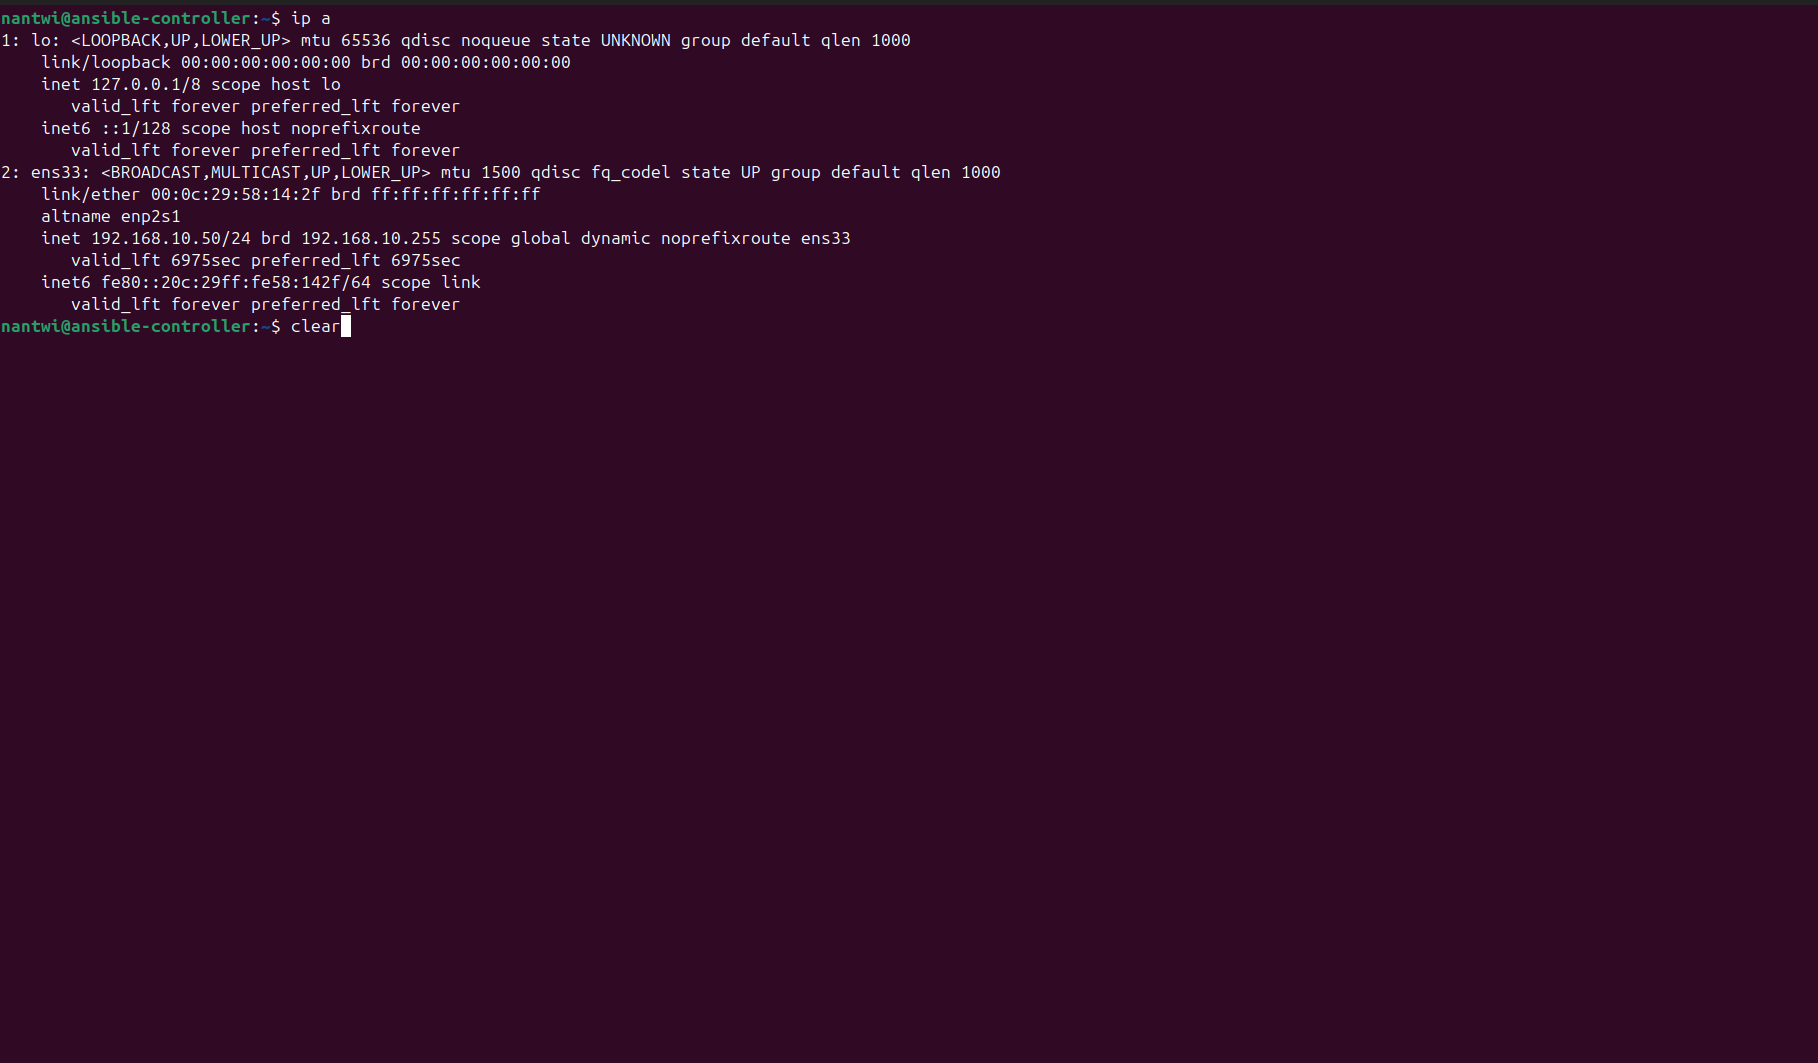 nantwi@ansible-controller:~$ ip a
1: lo: <LOOPBACK,UP,LOWER_UP> mtu 65536 qdisc noqueue state UNKNOWN group default qlen 1000
    link/loopback 00:00:00:00:00:00 brd 00:00:00:00:00:00
    inet 127.0.0.1/8 scope host lo
       valid_lft forever preferred_lft forever
    inet6 ::1/128 scope host noprefixroute
       valid_lft forever preferred_lft forever
2: ens33: <BROADCAST,MULTICAST,UP,LOWER_UP> mtu 1500 qdisc fq_codel state UP group default qlen 1000
    link/ether 00:0c:29:58:14:2f brd ff:ff:ff:ff:ff:ff
    altname enp2s1
    inet 192.168.10.50/24 brd 192.168.10.255 scope global dynamic noprefixroute ens33
       valid_lft 6975sec preferred_lft 6975sec
    inet6 fe80::20c:29ff:fe58:142f/64 scope link
       valid_lft forever preferred_lft forever
nantwi@ansible-controller:~$ clear